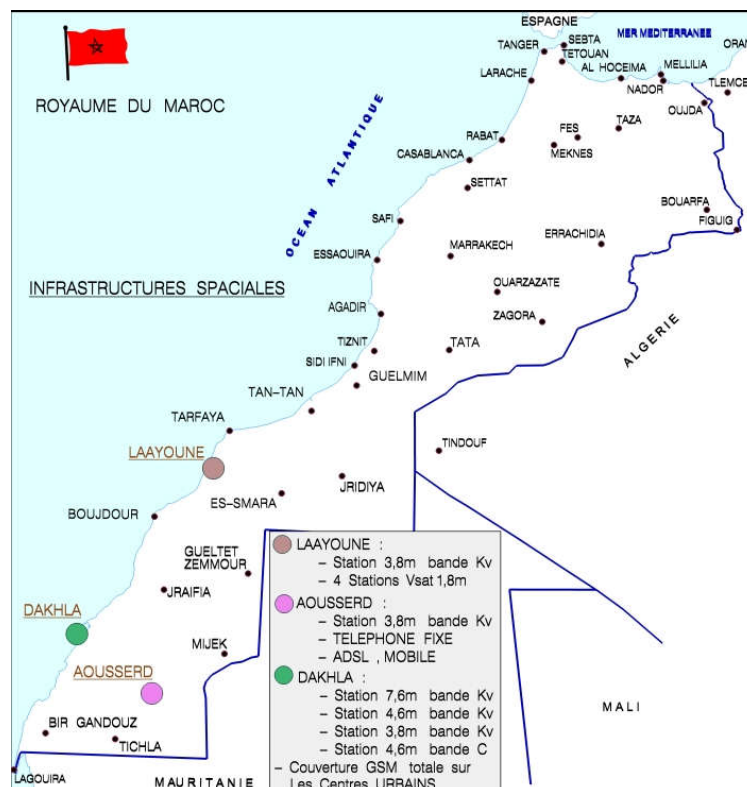 ESPAGNE
SEBTA
MER MEDITERRANEE
TANGER
TETOUAN
ORAN
AL HOCEIMA
MELLILIA
LARACHE
NADOR
TLEMCE
ROYAUME DU MAROC
OUJDA
TAZA
FES
RABAT
MEKNES
OCEAN ATLANTIQUE
CASABLANCA
SETTAT
BOUARFA
SAFI
FIGUIG
ERRACHIDIA
MARRAKECH
ESSAOUIRA
INFRASTRUCTURES SPACIALES
OUARZAZATE
AGADIR
ZAGORA
ALGERIE
TIZNIT
TATA
SIDI IFNI
GUELMIM
TAN-TAN
TARFAYA
TINDOUF
LAAYOUNE
JRIDIYA
ES-SMARA
BOUJDOUR
GUELTET
ZEMMOUR
JRAIFIA
DAKHLA
MIJEK
AOUSSERD
BIR GANDOUZ
TICHLA
LAGOUIRA
MAURITANIE
MALI
LAAYOUNE :
- Station 3,8m bande Kv
- 4 Stations Vsat 1,8m
AOUSSERD :
- Station 3,8m bande Kv
- TELEPHONE FIXE
- ADSL , MOBILE
DAKHLA :
- Station 7,6m bande Kv
- Station 4,6m bande Kv
- Station 3,8m bande Kv
- Station 4,6m bande C
- Couverture GSM totale sur
Les Centres URBAINS